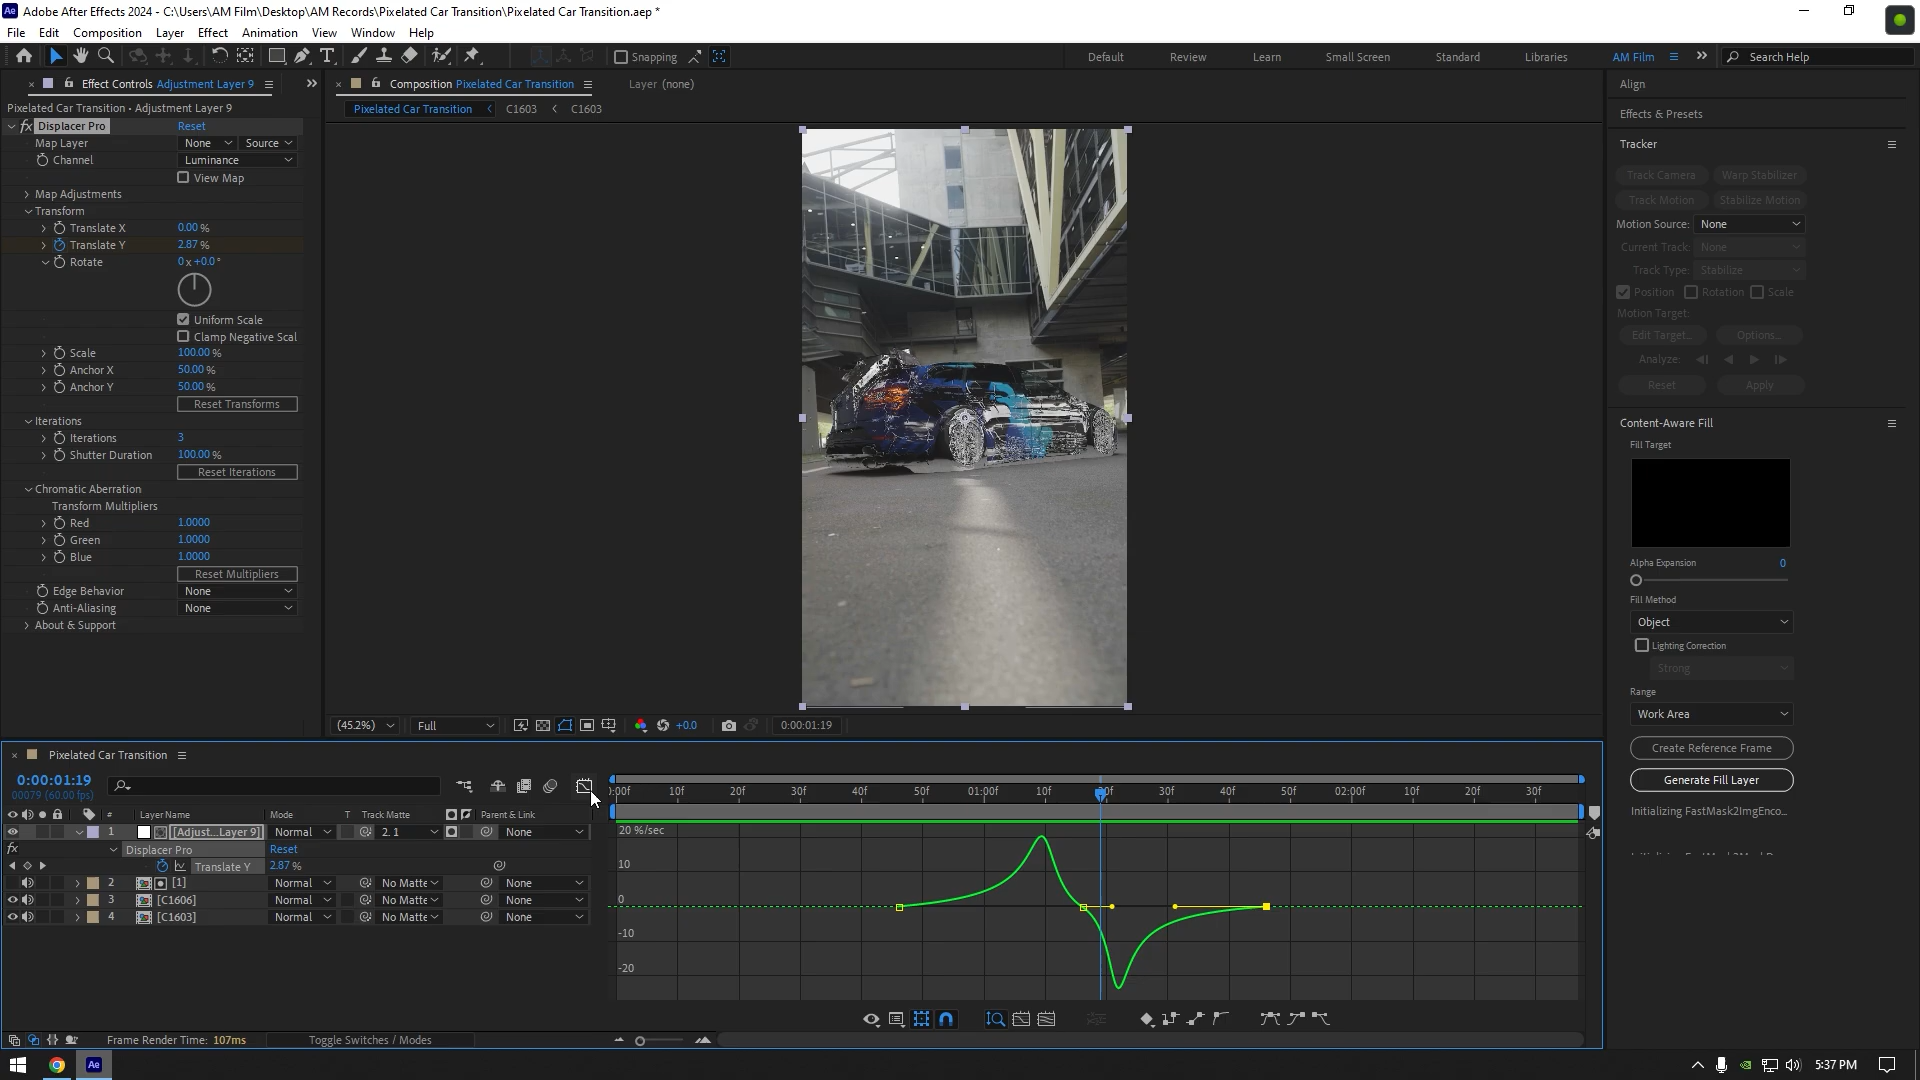 Adobe After Effects 2024 - C:\Users\AM Film\Desktop\AM Records\Pixelated Car Transition\Pixelated Car Transition.aep *
File Edit Composition Layer Effect Animation View Window Help
Snapping
Default Review Learn Small Screen Standard Libraries AM Film Search Help
Effect Controls Adjustment Layer 9
Composition Pixelated Car Transition
Layer (none)
Pixelated Car Transition • Adjustment Layer 9
Pixelated Car Transition C1603 C1603
fx Displacer Pro Reset
Map Layer None Source
Channel Luminance
View Map
Map Adjustments
Transform
Translate X 0.00 %
Translate Y 2.87 %
Rotate 0 x +0.0 °
Uniform Scale
Clamp Negative Scal
Scale 100.00 %
Anchor X 50.00 %
Anchor Y 50.00 %
Reset Transforms
Iterations
Iterations 3
Shutter Duration 100.00 %
Reset Iterations
Chromatic Aberration
Transform Multipliers
Red 1.0000
Green 1.0000
Blue 1.0000
Reset Multipliers
Edge Behavior None
Anti-Aliasing None
About & Support
(45.2%) Full +0.0 0:00:01:19
Align
Effects & Presets
Tracker
Track Camera Warp Stabilizer
Track Motion Stabilize Motion
Motion Source: None
Current Track: None
Track Type: Stabilize
Position Rotation Scale
Motion Target:
Edit Target... Options...
Analyze:
Reset Apply
Content-Aware Fill
Fill Target
Alpha Expansion 0
Fill Method
Object
Lighting Correction
Strong
Range
Work Area
Create Reference Frame
Generate Fill Layer
Initializing FastMask2ImgEnco...
Pixelated Car Transition
0:00:01:19
00079 (60.00 fps)
):00f 10f 20f 30f 40f 50f 01:00f 10f 20f 30f 40f 50f 02:00f 10f 20f 30f
# Layer Name Mode T Track Matte Parent & Link
1 [Adjust...Layer 9] Normal 2. 1 None
fx Displacer Pro Reset
Translate Y 2.87 %
2 [1] Normal No Matte None
3 [C1606] Normal No Matte None
4 [C1603] Normal No Matte None
20 %/sec
10
0
-10
-20
Frame Render Time: 107ms Toggle Switches / Modes
Ae 5:37 PM